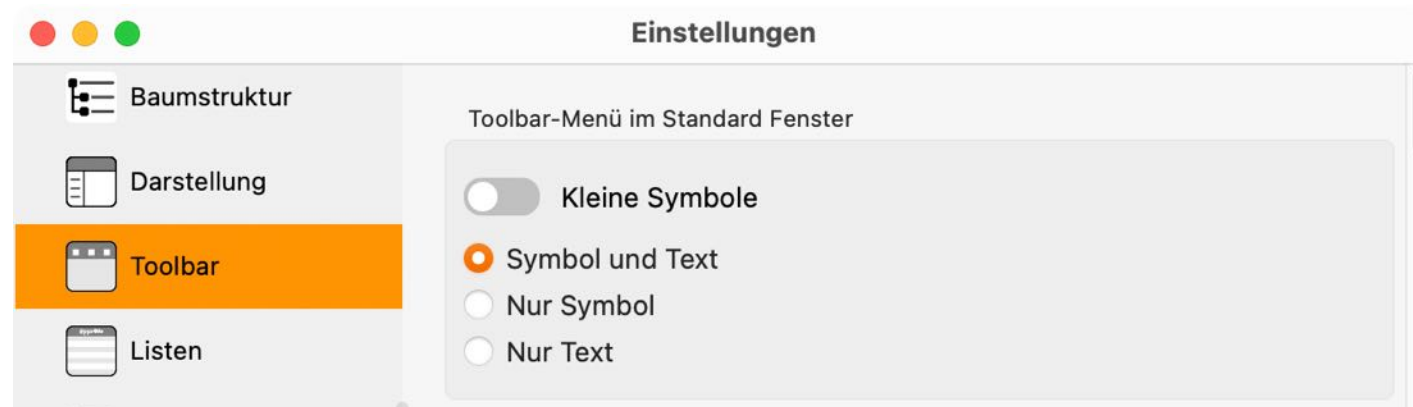 Einstellungen
Baumstruktur
Darstellung
Toolbar
Listen
Toolbar-Menü im Standard Fenster
Kleine Symbole
Symbol und Text
Nur Symbol
Nur Text